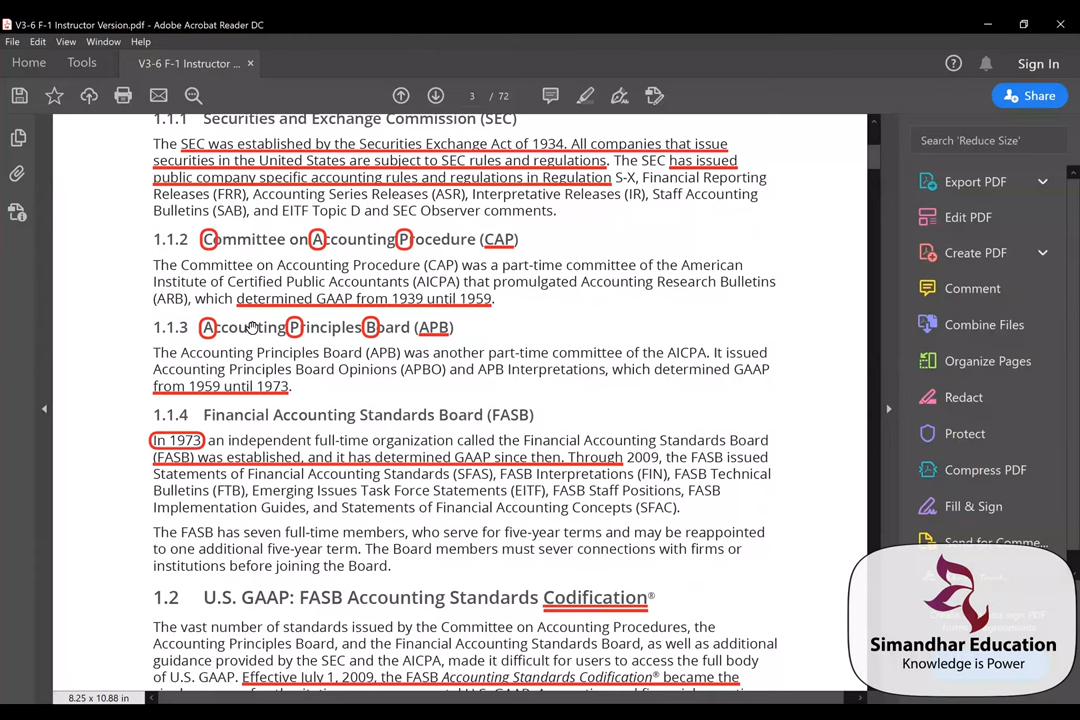 V3-6 F-1 Instructor Version.pdf - Adobe Acrobat Reader DC
File Edit View Window Help
Home Tools V3-6 F-1 Instructor ... × Sign In
3 / 72 Share
1.1.1 Securities and Exchange Commission (SEC)
The SEC was established by the Securities Exchange Act of 1934. All companies that issue
securities in the United States are subject to SEC rules and regulations. The SEC has issued
public company specific accounting rules and regulations in Regulation S-X, Financial Reporting
Releases (FRR), Accounting Series Releases (ASR), Interpretative Releases (IR), Staff Accounting
Bulletins (SAB), and EITF Topic D and SEC Observer comments.
1.1.2 Committee on Accounting Procedure (CAP)
The Committee on Accounting Procedure (CAP) was a part-time committee of the American
Institute of Certified Public Accountants (AICPA) that promulgated Accounting Research Bulletins
(ARB), which determined GAAP from 1939 until 1959.
1.1.3 Accounting Principles Board (APB)
The Accounting Principles Board (APB) was another part-time committee of the AICPA. It issued
Accounting Principles Board Opinions (APBO) and APB Interpretations, which determined GAAP
from 1959 until 1973.
1.1.4 Financial Accounting Standards Board (FASB)
In 1973 an independent full-time organization called the Financial Accounting Standards Board
(FASB) was established, and it has determined GAAP since then. Through 2009, the FASB issued
Statements of Financial Accounting Standards (SFAS), FASB Interpretations (FIN), FASB Technical
Bulletins (FTB), Emerging Issues Task Force Statements (EITF), FASB Staff Positions, FASB
Implementation Guides, and Statements of Financial Accounting Concepts (SFAC).
The FASB has seven full-time members, who serve for five-year terms and may be reappointed
to one additional five-year term. The Board members must sever connections with firms or
institutions before joining the Board.
1.2 U.S. GAAP: FASB Accounting Standards Codification®
The vast number of standards issued by the Committee on Accounting Procedures, the
Accounting Principles Board, and the Financial Accounting Standards Board, as well as additional
guidance provided by the SEC and the AICPA, made it difficult for users to access the full body
of U.S. GAAP. Effective July 1, 2009, the FASB Accounting Standards Codification® became the
8.25 x 10.88 in
Search 'Reduce Size'
Export PDF
Edit PDF
Create PDF
Comment
Combine Files
Organize Pages
Redact
Protect
Compress PDF
Fill & Sign
Send for Comme...
Simandhar Education
Knowledge is Power